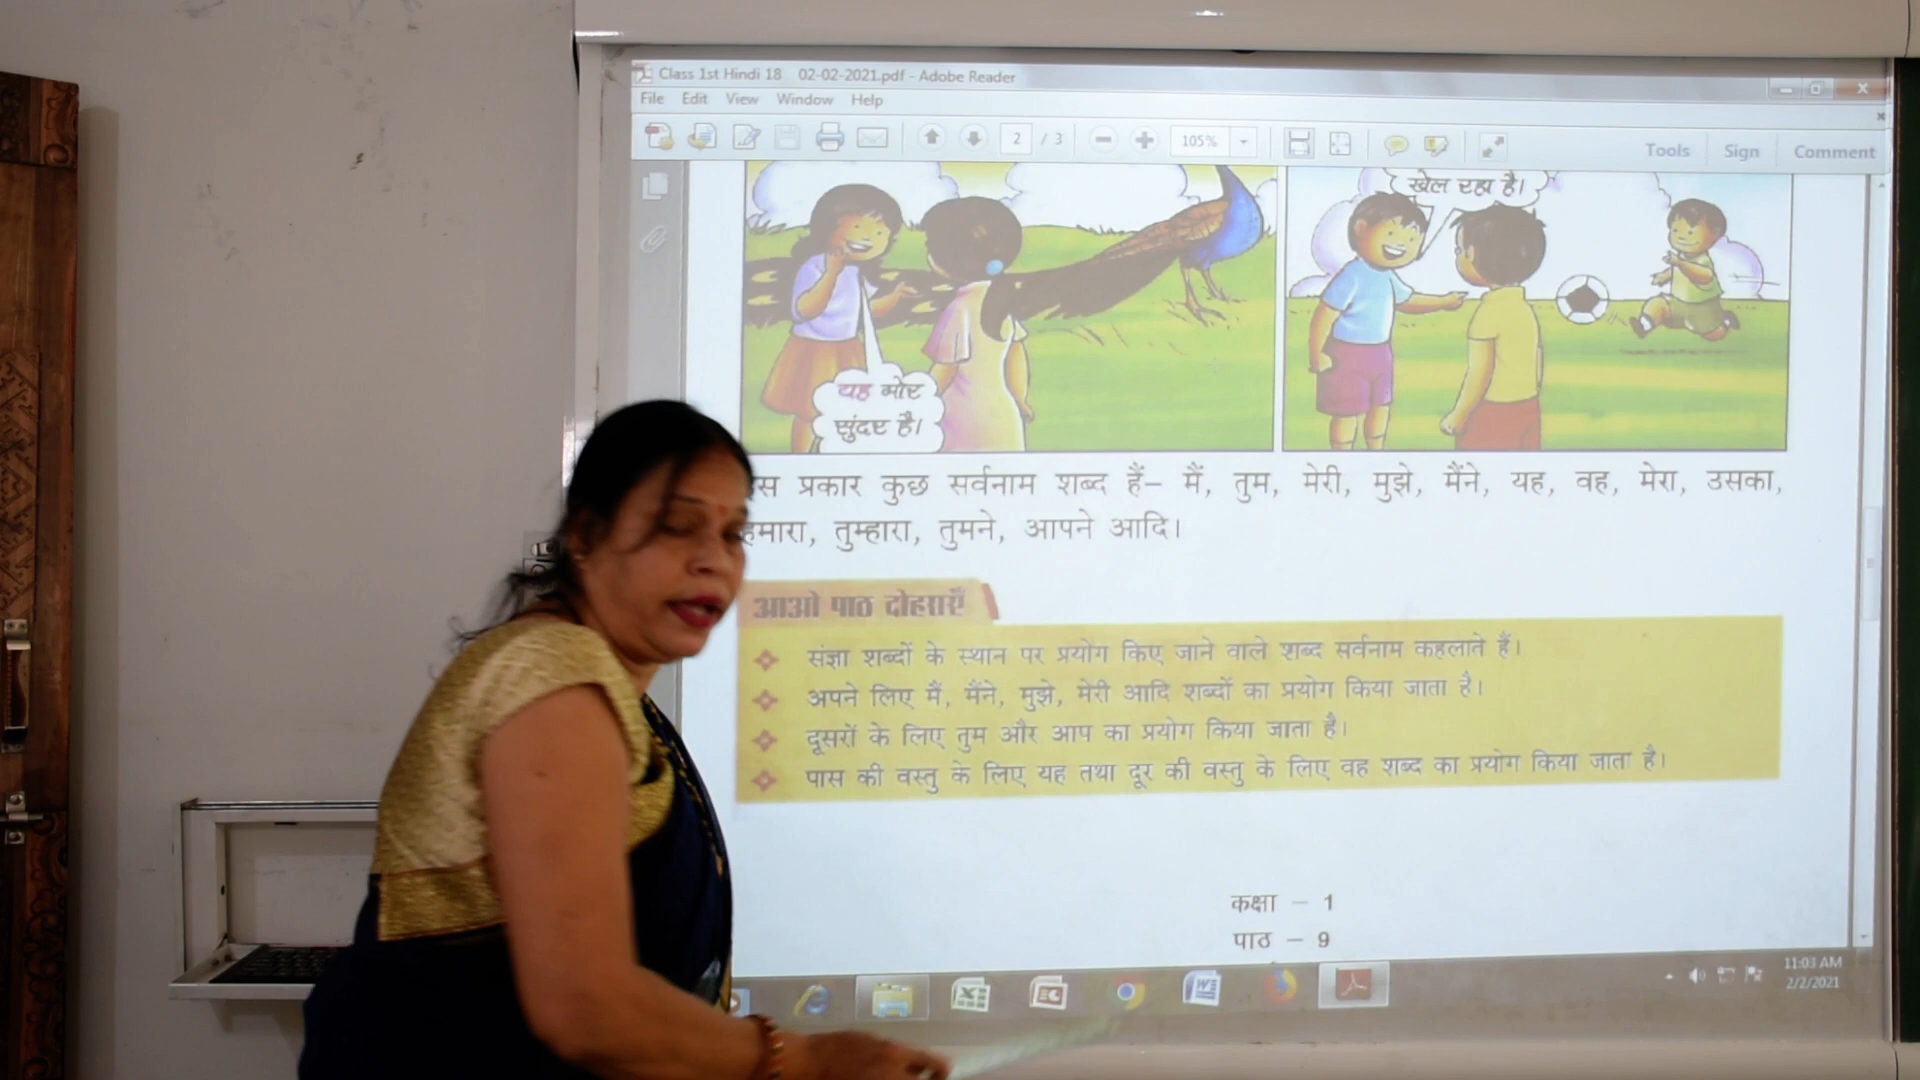 Class 1st Hindi 18 02-02-2021.pdf - Adobe Reader
File Edit View Window Help
2 / 3 105% Tools Sign Comment
खेल रहा है।
यह मोर
सुंदर है।
प्रकार कुछ सर्वनाम शब्द हैं– मैं, तुम, मेरी, मुझे, मैंने, यह, वह, मेरा, उसका,
हमारा, तुम्हारा, तुमने, आपने आदि।
आओ पाठ दोहराएँ
संज्ञा शब्दों के स्थान पर प्रयोग किए जाने वाले शब्द सर्वनाम कहलाते हैं।
अपने लिए मैं, मैंने, मुझे, मेरी आदि शब्दों का प्रयोग किया जाता है।
दूसरों के लिए तुम और आप का प्रयोग किया जाता है।
पास की वस्तु के लिए यह तथा दूर की वस्तु के लिए वह शब्द का प्रयोग किया जाता है।
कक्षा – 1
पाठ – 9
11:03 AM
2/2/2021